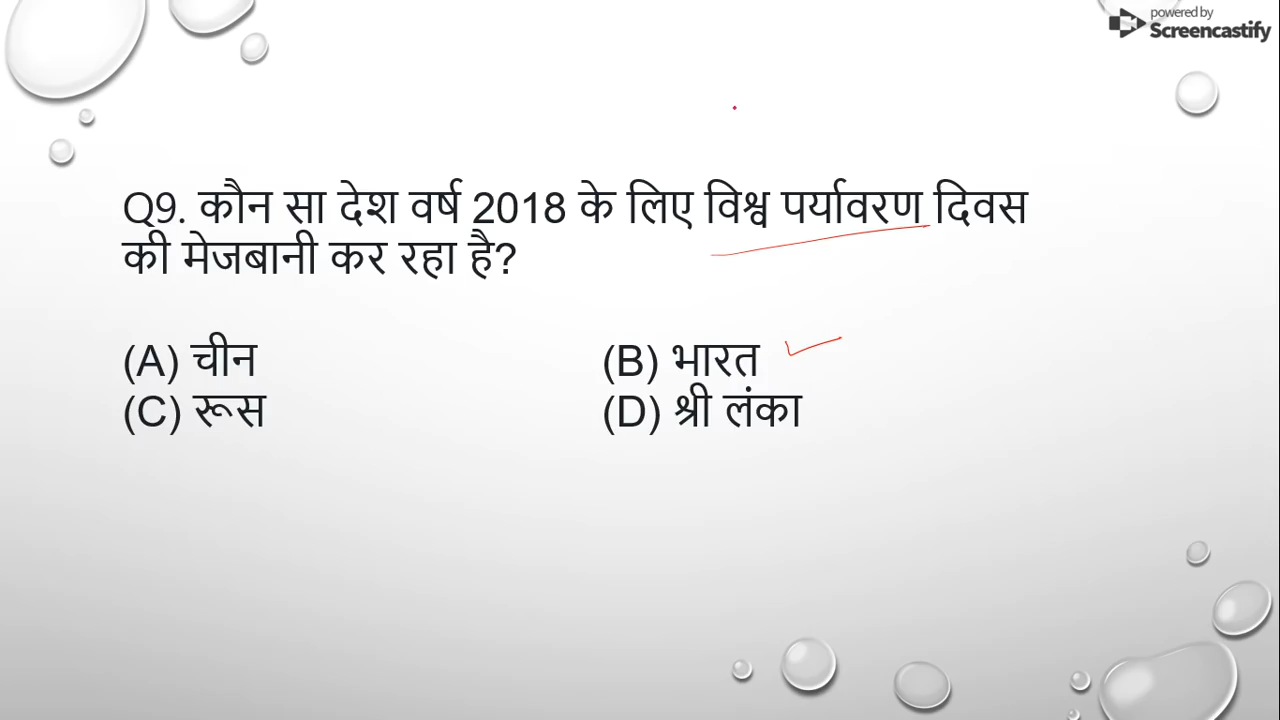 powered by
Screencastify
Q9. कौन सा देश वर्ष 2018 के लिए विश्व पर्यावरण दिवस
की मेजबानी कर रहा है?
(A) चीन (B) भारत
(C) रूस (D) श्री लंका